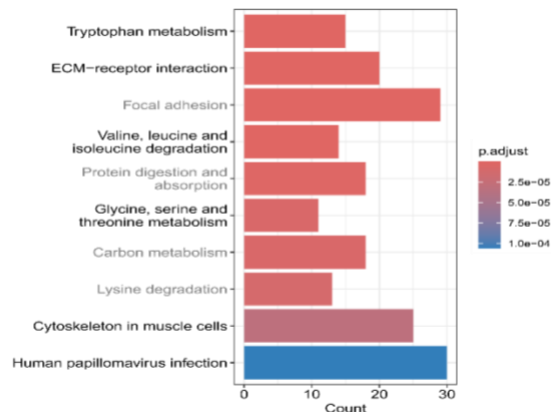 Tryptophan metabolism
ECM−receptor interaction
Focal adhesion
Valine, leucine and
isoleucine degradation
Protein digestion and
absorption
Glycine, serine and
threonine metabolism
Carbon metabolism
Lysine degradation
Cytoskeleton in muscle cells
Human papillomavirus infection
0 10 20 30
Count
p.adjust
2.5e−05
5.0e−05
7.5e−05
1.0e−04